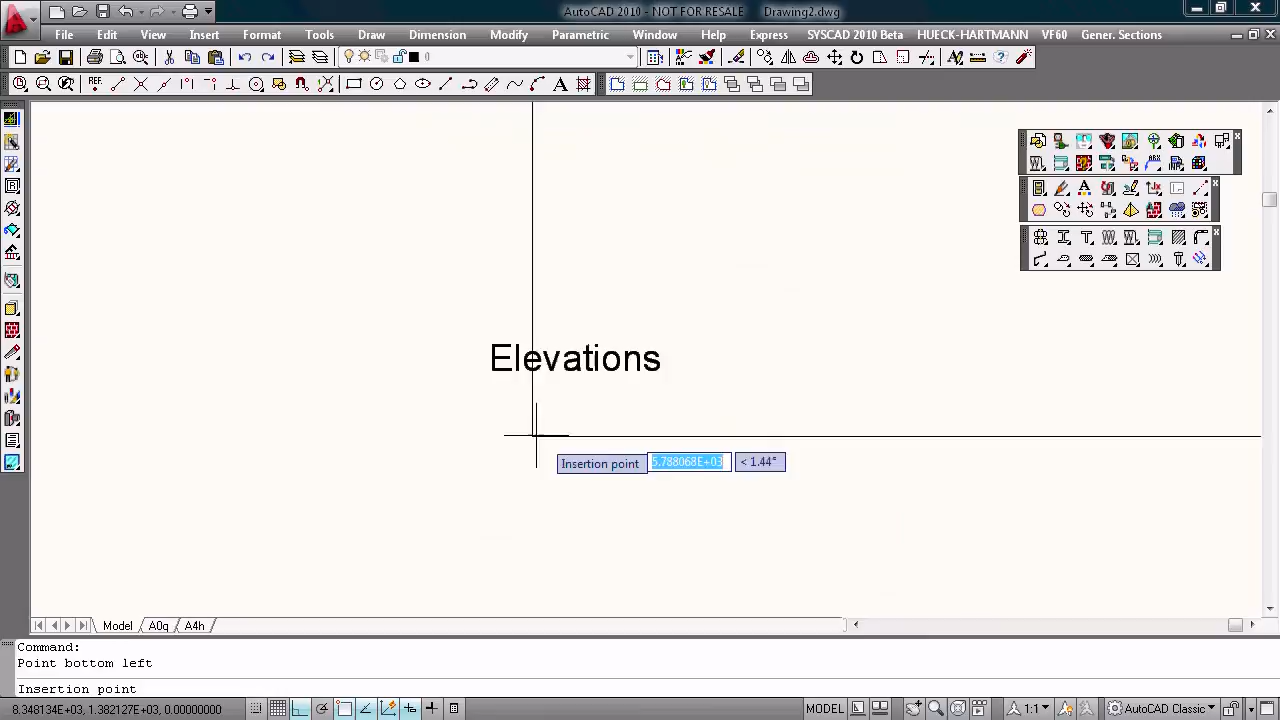 AutoCAD 2010 - NOT FOR RESALE Drawing2.dwg
File Edit View Insert Format Tools Draw Dimension Modify Parametric Window Help Express SYSCAD 2010 Beta HUECK-HARTMANN VF60 Gener. Sections
0
REF.
Elevations
Insertion point 5.788068E+03 < 1.44°
Model A0q A4h
Command:
Point bottom left
Insertion point
8.348134E+03, 1.382127E+03, 0.00000000 MODEL 1:1 AutoCAD Classic